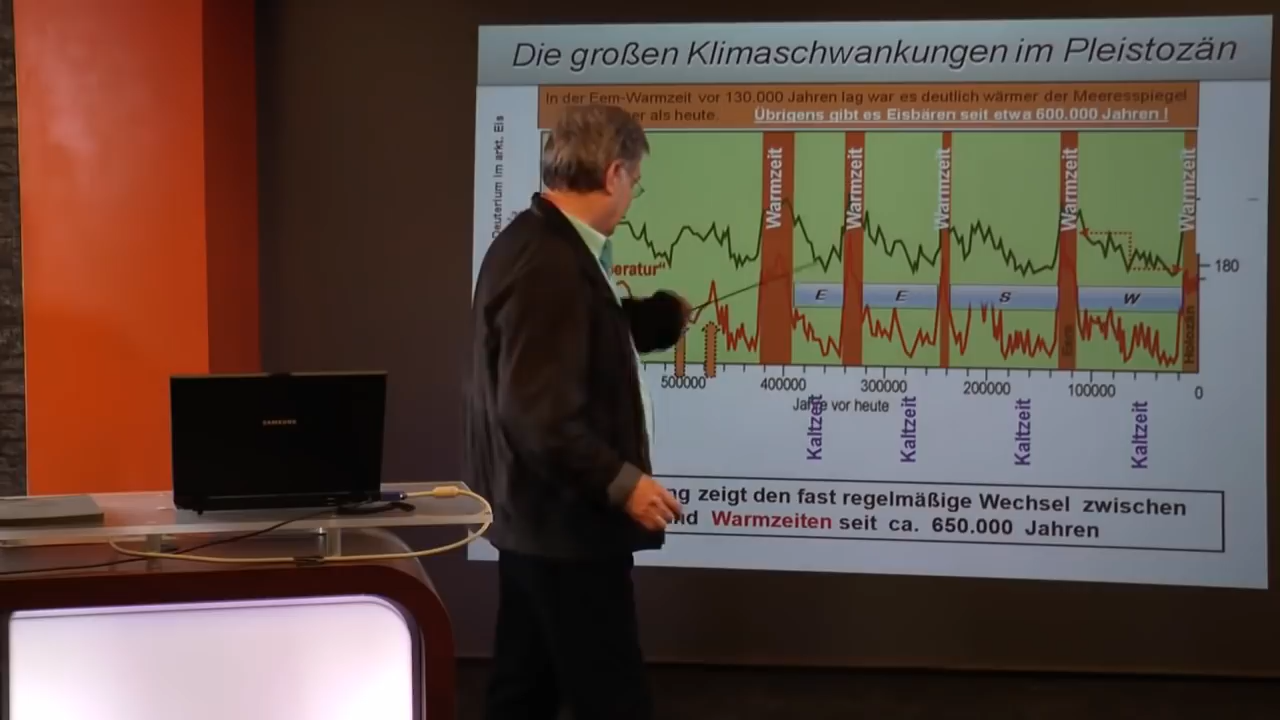 Die großen Klimaschwankungen im Pleistozän
In der Eem-Warmzeit vor 130.000 Jahren lag war es deutlich wärmer der Meeresspiegel
er als heute. Übrigens gibt es Eisbären seit etwa 600.000 Jahren !
Deuterium im arkt. Eis
Warmzeit Warmzeit Warmzeit Warmzeit Warmzeit
180
eratur"
E E S W
Eem Holozän
500000 400000 300000 200000 100000 0
Jahre vor heute
Kaltzeit Kaltzeit Kaltzeit Kaltzeit
SAMSUNG
ng zeigt den fast regelmäßige Wechsel zwischen
nd Warmzeiten seit ca. 650.000 Jahren